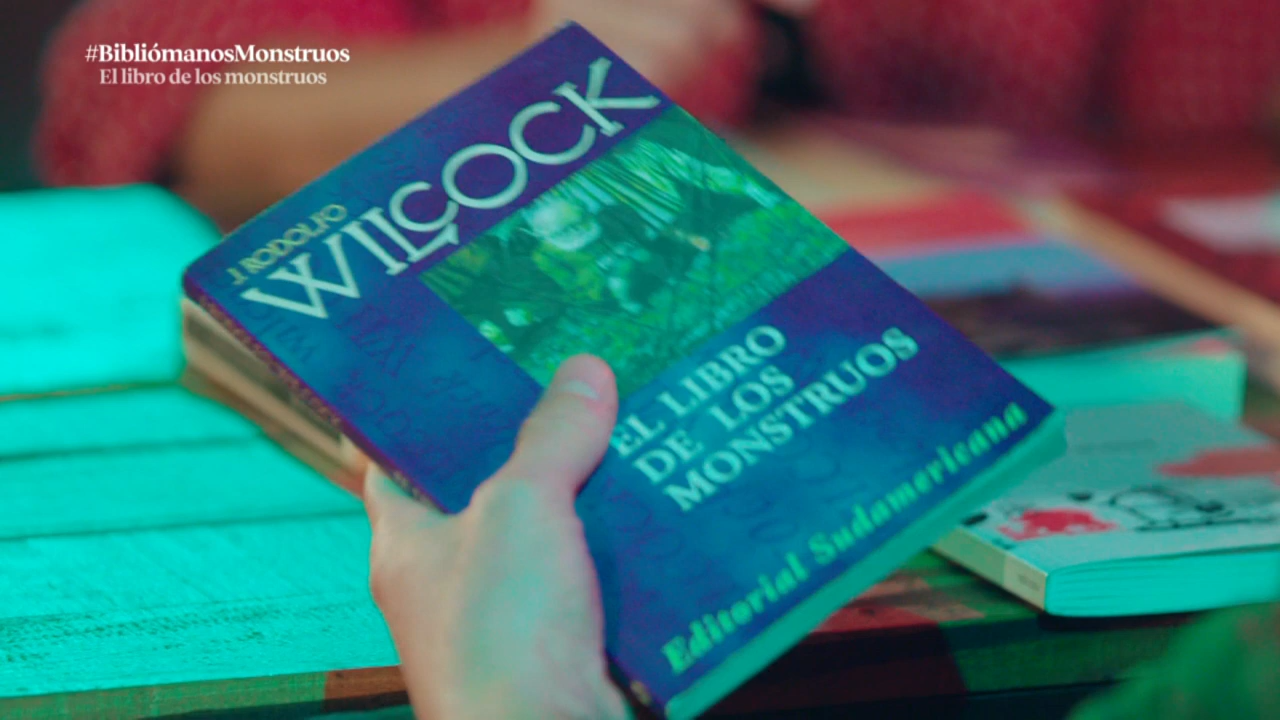 #BibliómanosMonstruos
El libro de los monstruos
J. RODOLFO
WILCOCK
EL LIBRO
DE LOS
MONSTRUOS
Editorial Sudamericana